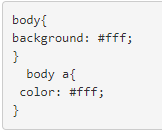 body{
background: #fff;
}
  body a{
 color: #fff;
}